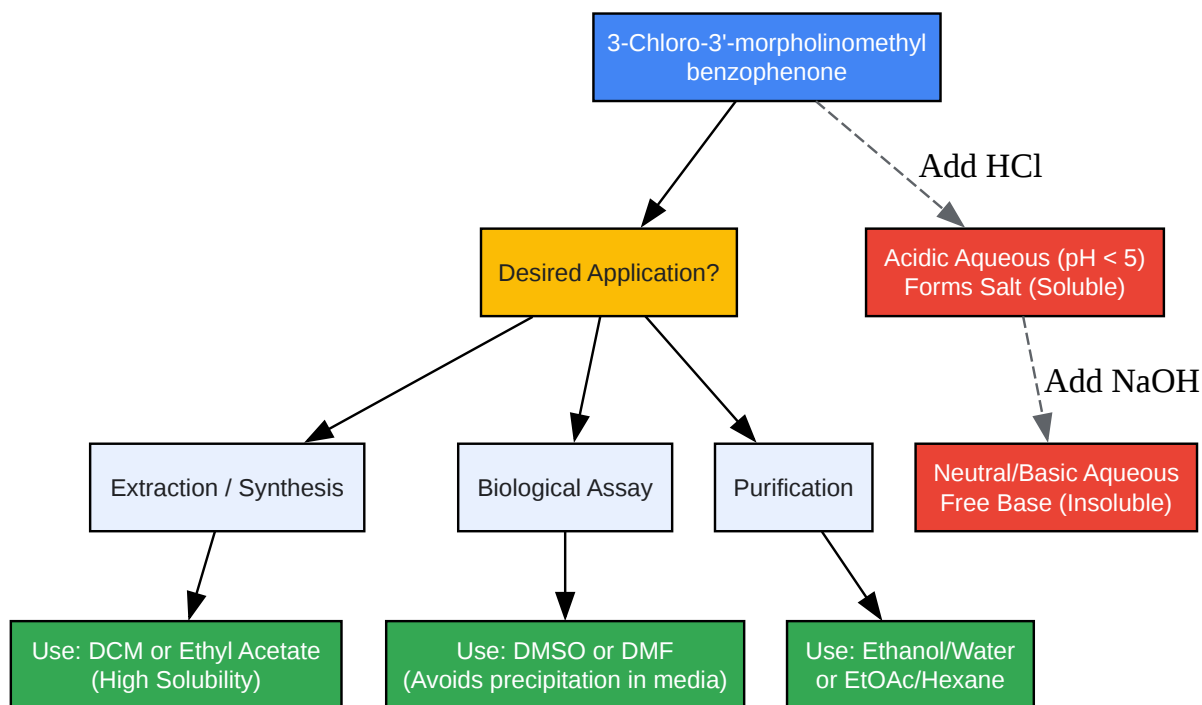 3-Chloro-3'-morpholinomethyl
benzophenone
Add HCl
Desired Application?
Acidic Aqueous (pH < 5)
Forms Salt (Soluble)
Add NaOH
Extraction / Synthesis
Biological Assay
Purification
Neutral/Basic Aqueous
Free Base (Insoluble)
Use: DCM or Ethyl Acetate
(High Solubility)
Use: DMSO or DMF
(Avoids precipitation in media)
Use: Ethanol/Water
or EtOAc/Hexane